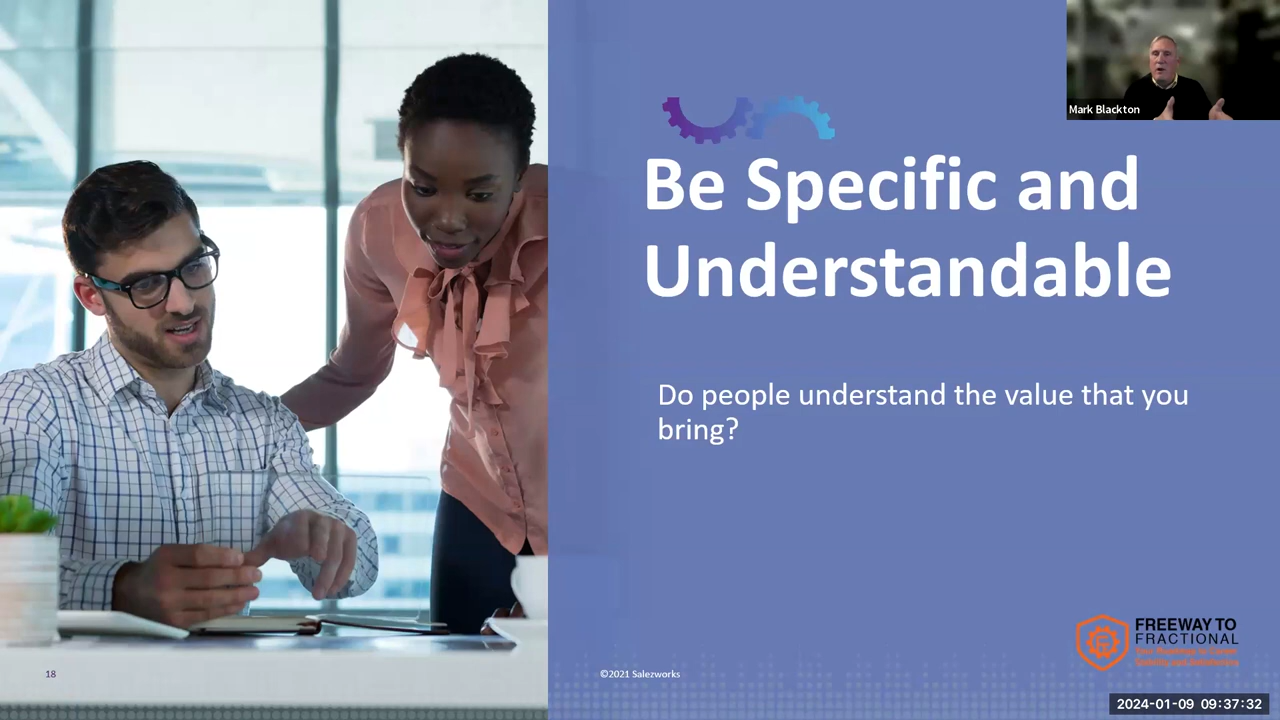 Mark Blackton
Be Specific and
Understandable
Do people understand the value that you
bring?
FREEWAY TO
FRACTIONAL
18
©2021 Salezworks
2024-01-09 09:37:32